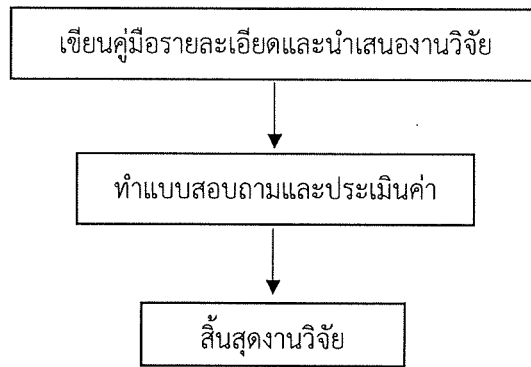 เขียนคู่มือรายละเอียดและนำเสนองานวิจัย
ทำแบบสอบถามและประเมินค่า
สิ้นสุดงานวิจัย